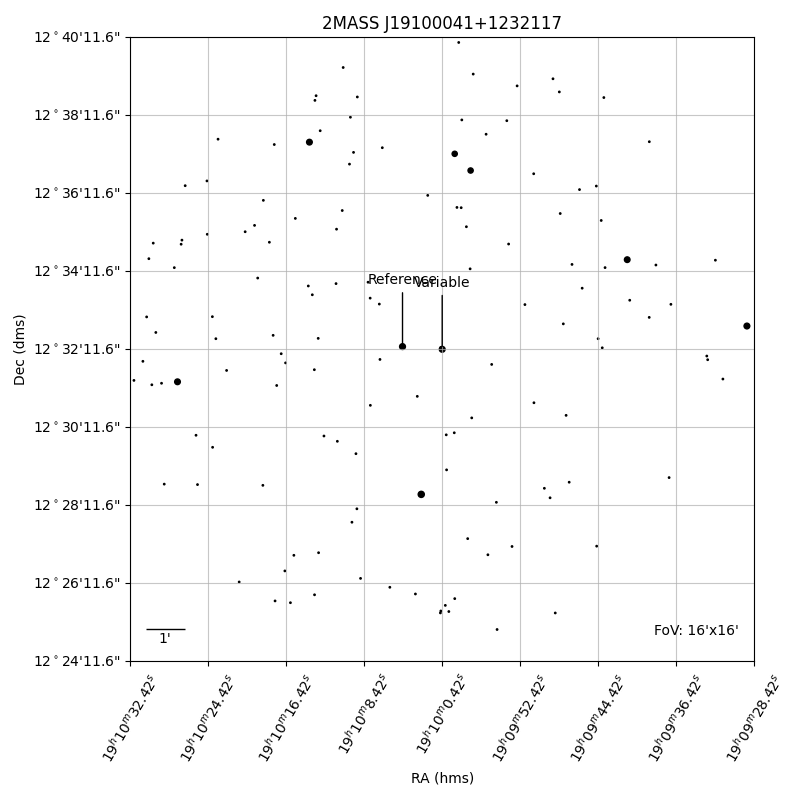 2MASS J19100041+1232117
12°40'11.6"
12°38'11.6"
12°36'11.6"
12°34'11.6"
12°32'11.6"
12°30'11.6"
12°28'11.6"
12°26'11.6"
12°24'11.6"
Dec (dms)
Reference
Variable
1'
FoV: 16'x16'
19h10m32.42s
19h10m24.42s
19h10m16.42s
19h10m8.42s
19h10m0.42s
19h09m52.42s
19h09m44.42s
19h09m36.42s
19h09m28.42s
RA (hms)